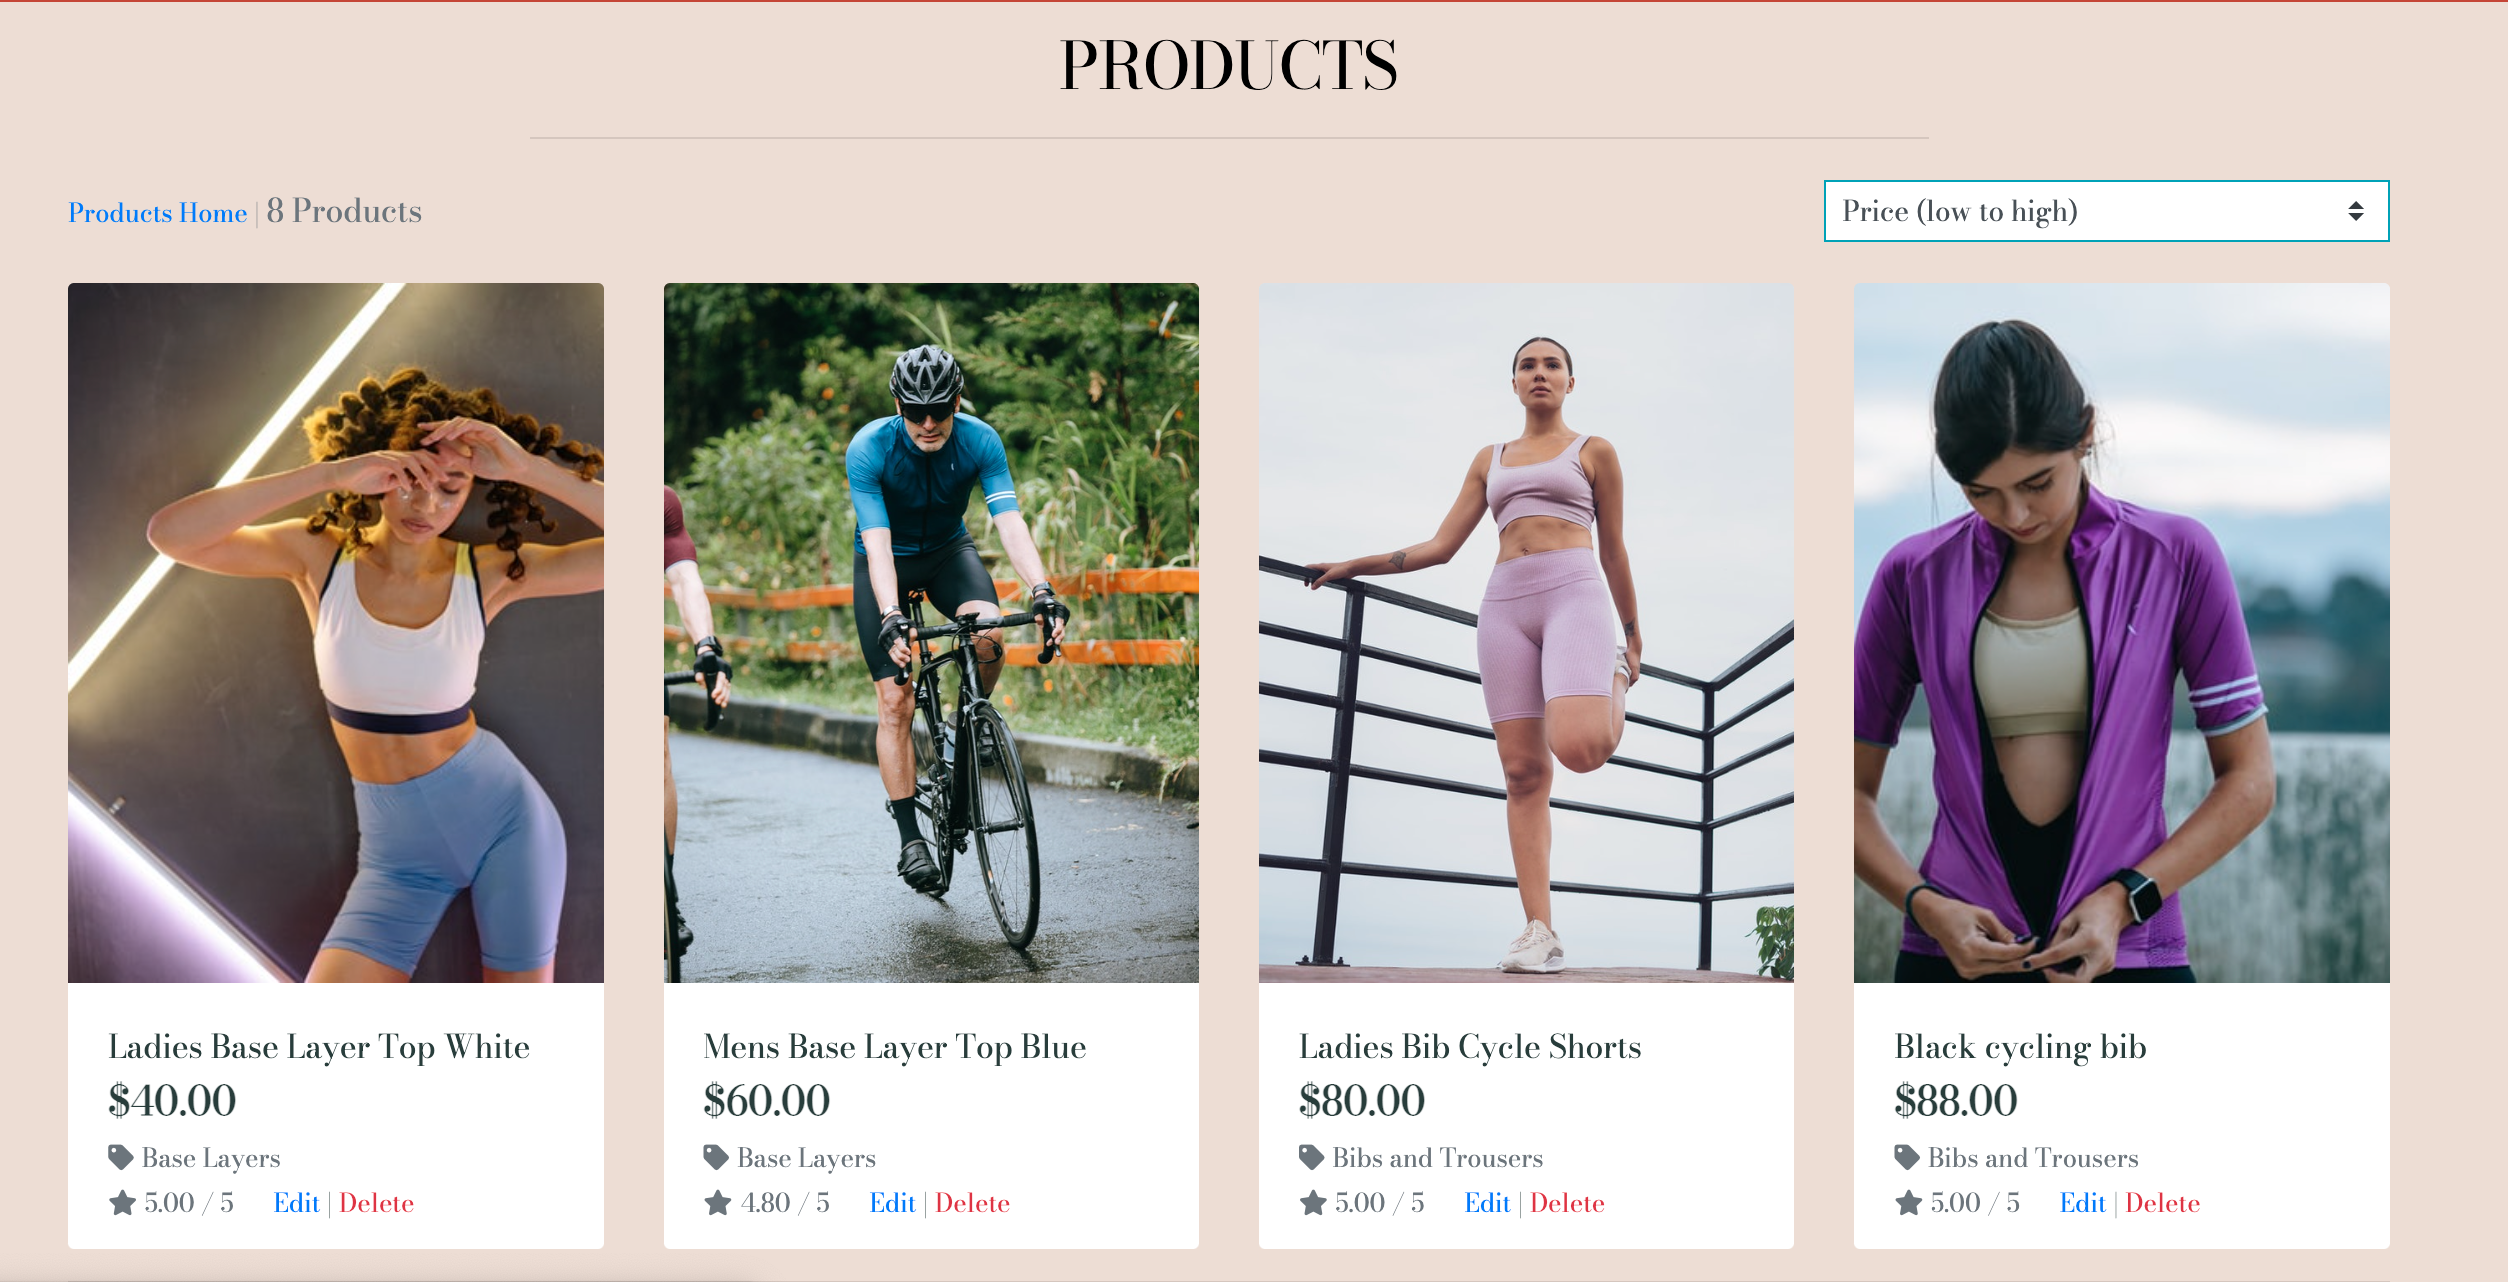 PRODUCTS
Products Home | 8 Products
Price (low to high)
Ladies Base Layer Top White
$40.00
Base Layers
5.00 / 5 Edit | Delete
Mens Base Layer Top Blue
$60.00
Base Layers
4.80 / 5 Edit | Delete
Ladies Bib Cycle Shorts
$80.00
Bibs and Trousers
5.00 / 5 Edit | Delete
Black cycling bib
$88.00
Bibs and Trousers
5.00 / 5 Edit | Delete